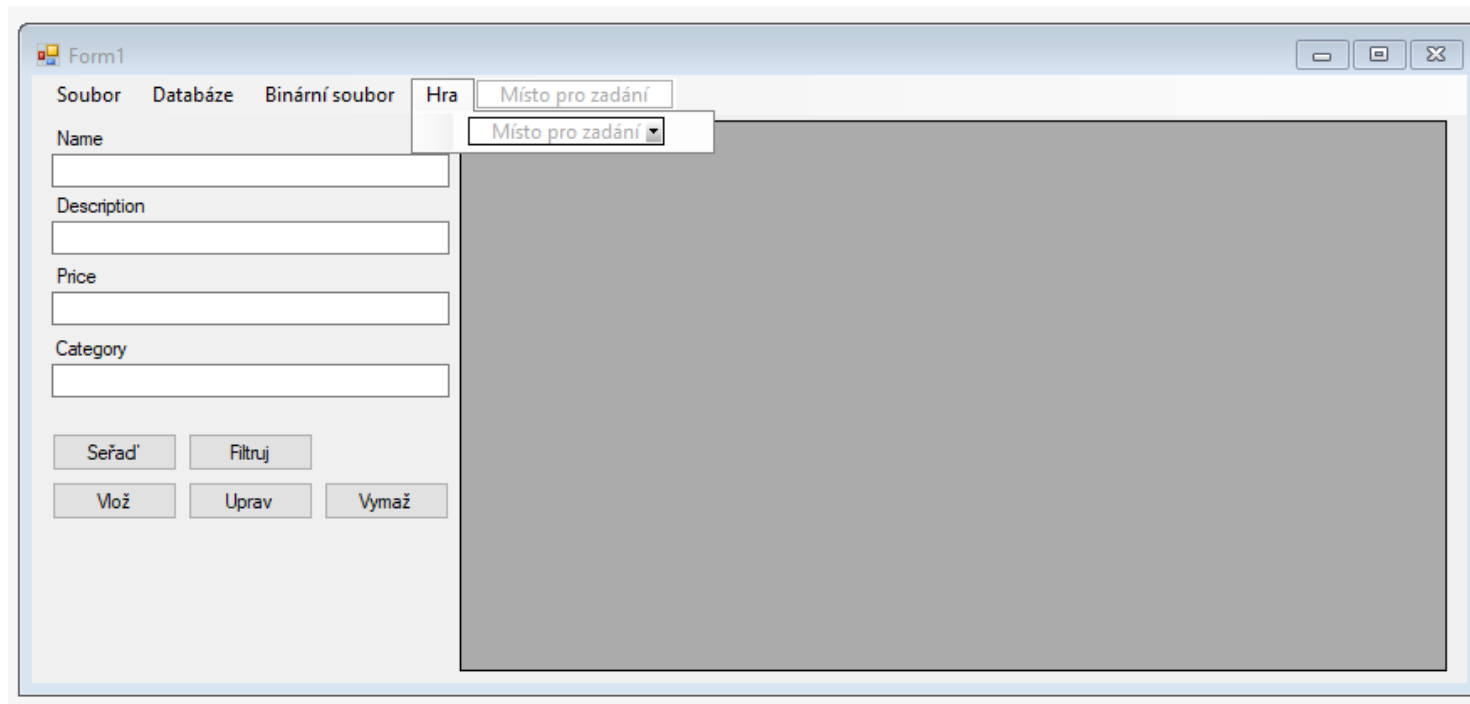 Form1
Soubor Databáze Binární soubor Hra Místo pro zadání
Místo pro zadání
Name
Description
Price
Category
Seřaď Filtruj
Vlož Uprav Vymaž